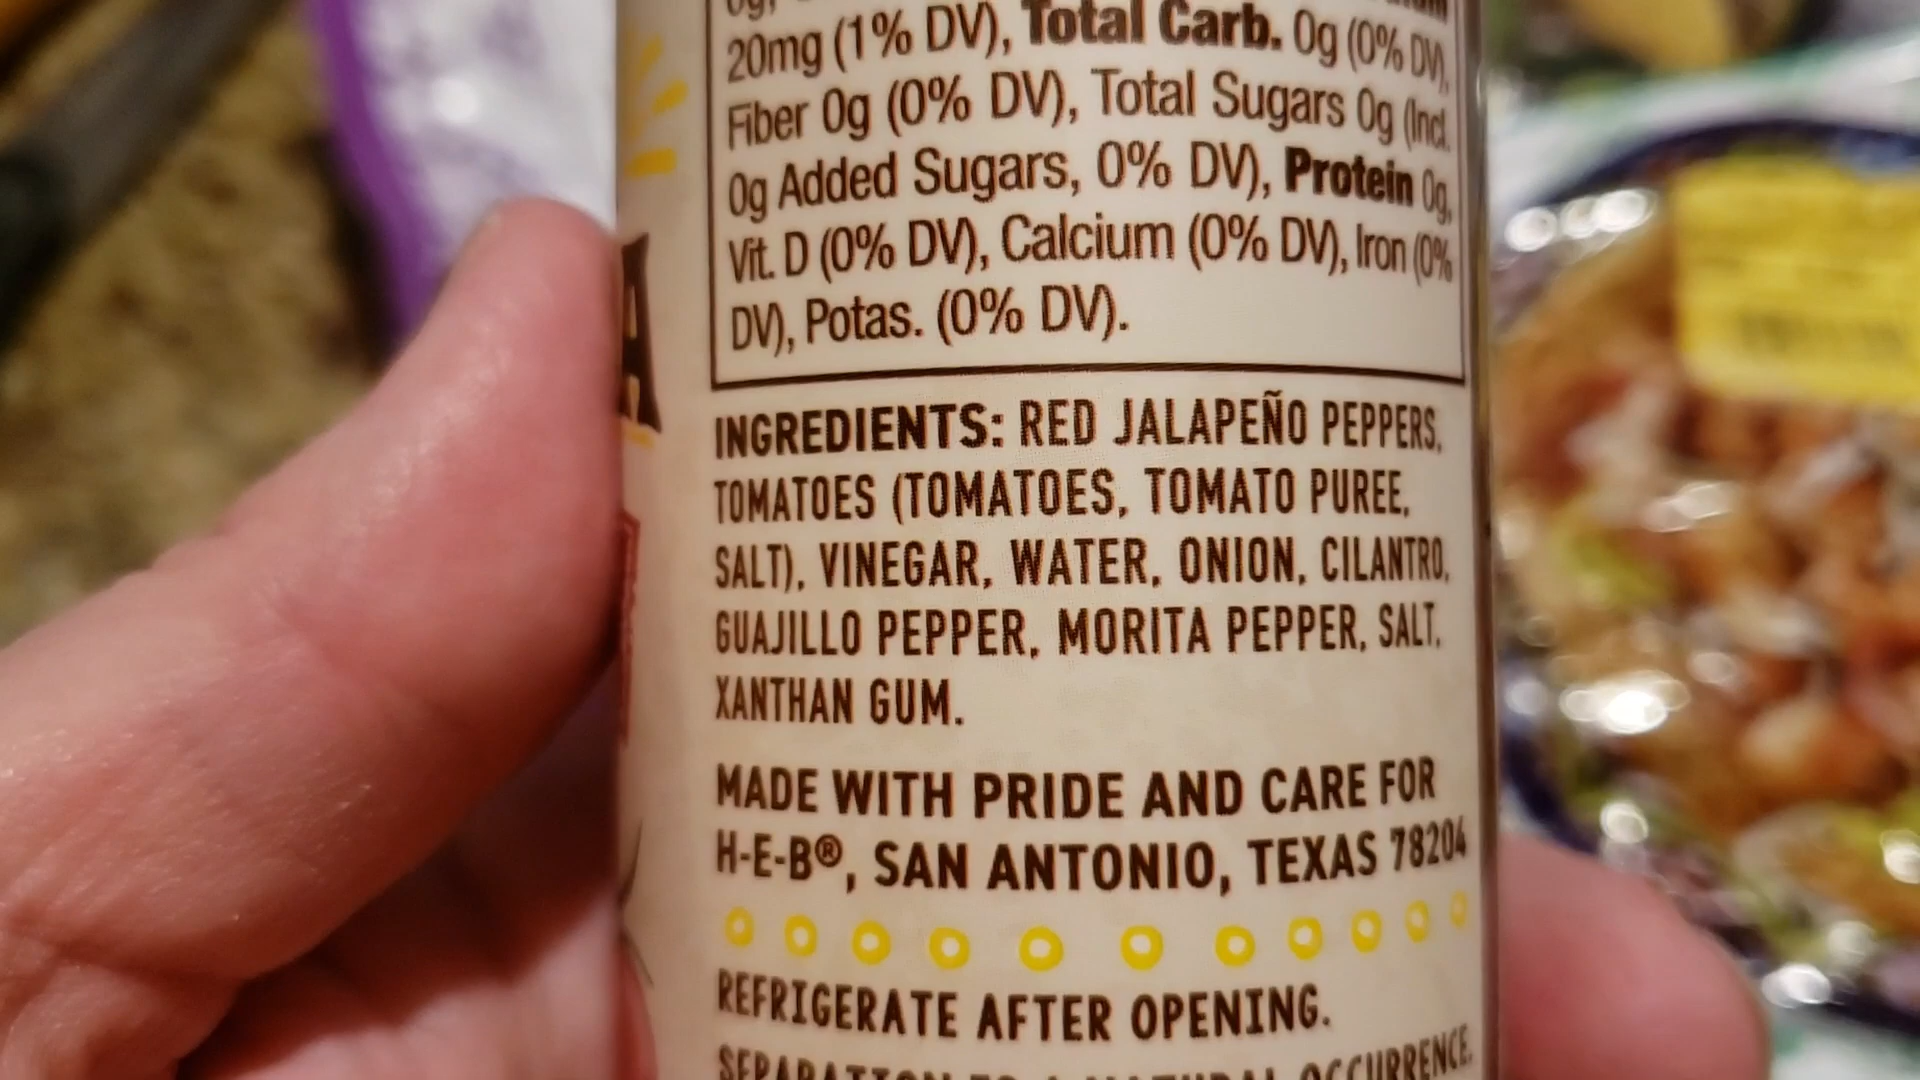 0g,
20mg (1% DV), Total Carb. 0g (0% DV),
Fiber 0g (0% DV), Total Sugars 0g (Incl.
0g Added Sugars, 0% DV), Protein 0g,
Vit. D (0% DV), Calcium (0% DV), Iron (0%
DV), Potas. (0% DV).
INGREDIENTS: RED JALAPEÑO PEPPERS,
TOMATOES (TOMATOES, TOMATO PUREE,
SALT), VINEGAR, WATER, ONION, CILANTRO,
GUAJILLO PEPPER, MORITA PEPPER, SALT,
XANTHAN GUM.
MADE WITH PRIDE AND CARE FOR
H-E-B®, SAN ANTONIO, TEXAS 78204
REFRIGERATE AFTER OPENING.
SEPARATION IS A NATURAL OCCURRENCE.